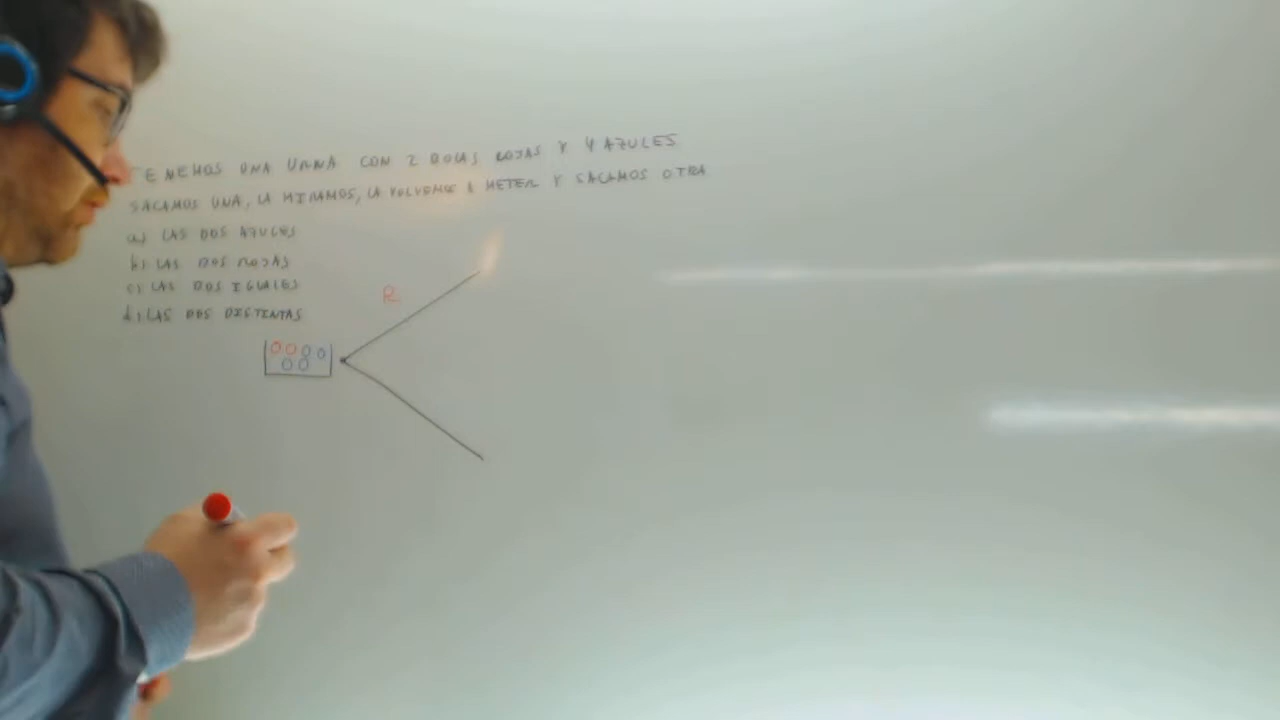 TENEMOS UNA URNA CON 2 BOLAS ROJAS Y 4 AZULES
SACAMOS UNA, LA MIRAMOS, LA VOLVEMOS A METER Y SACAMOS OTRA
a) LAS DOS AZULES
b) LAS DOS ROJAS
c) LAS DOS IGUALES
d) LAS DOS DISTINTAS
R